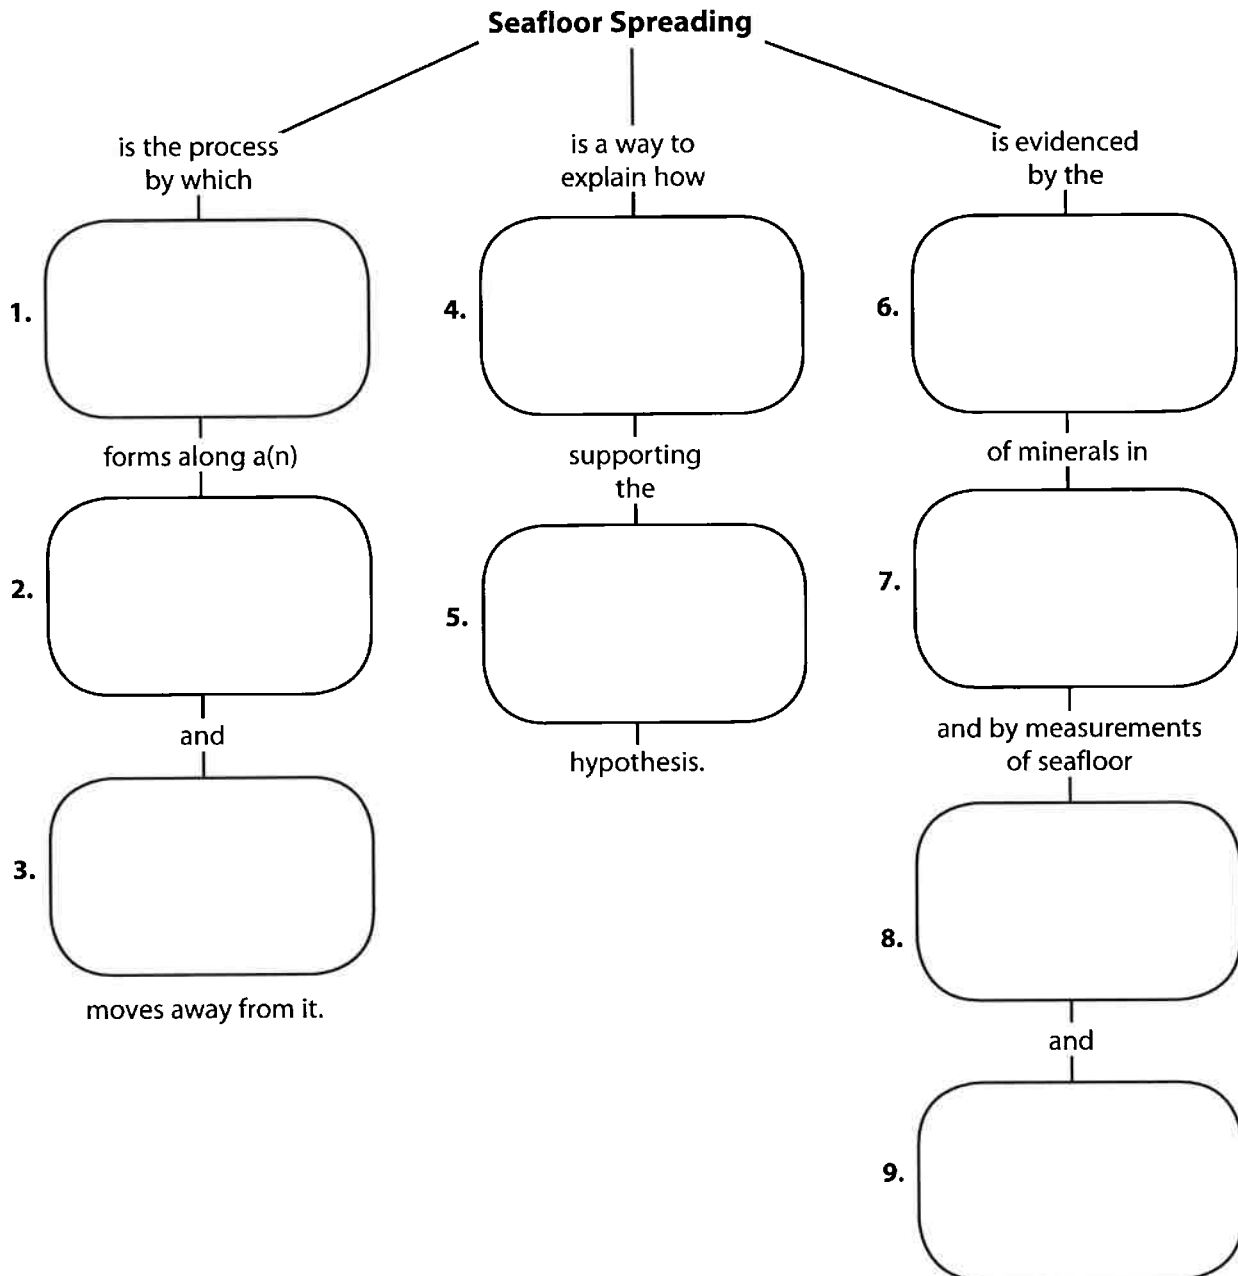 Seafloor Spreading
is the process
by which
1.
forms along a(n)
2.
and
3.
moves away from it.
is a way to
explain how
4.
supporting
the
5.
hypothesis.
is evidenced
by the
6.
of minerals in
7.
and by measurements
of seafloor
8.
and
9.